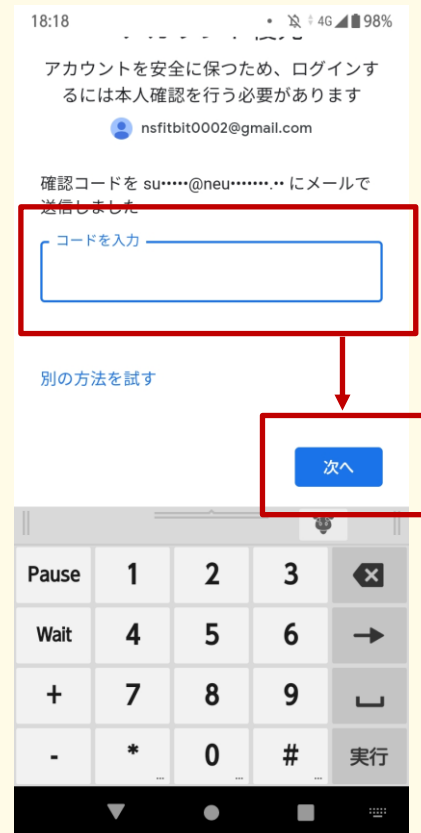 18:18
4G 98%
アカウントを安全に保つため、ログインす
るには本人確認を行う必要があります
nsfitbit0002@gmail.com
確認コードを su•••••@neu•••••••.•• にメールで
送信しました
コードを入力
別の方法を試す
次へ
Pause 1 2 3
Wait 4 5 6
+ 7 8 9
- * 0 # 実行